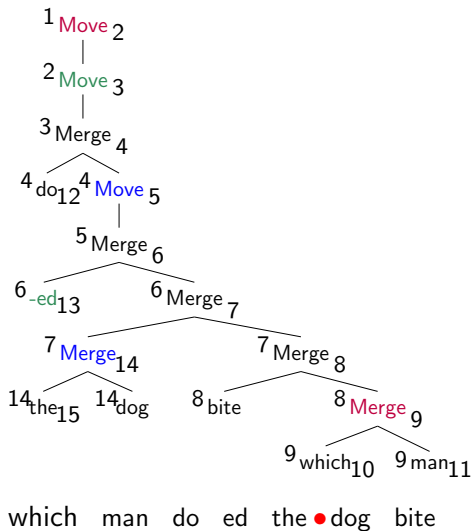 1 Move 2
2 Move 3
3 Merge 4
4 do 12 4 Move 5
5 Merge 6
6 -ed 13 6 Merge 7
7 Merge 14 7 Merge 8
14 the 15 14 dog 8 bite 8 Merge 9
9 which 10 9 man 11
which man do ed the • dog bite